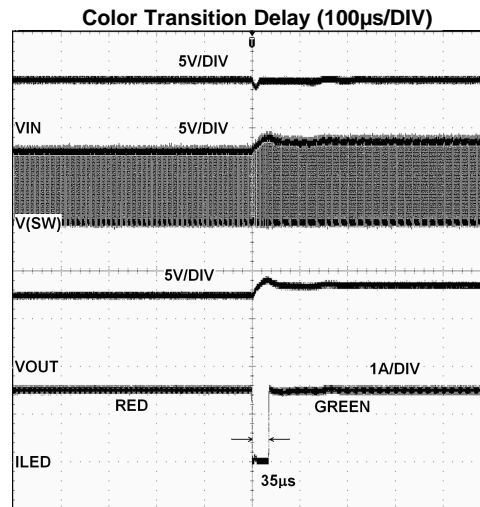 Color Transition Delay (100µs/DIV)
5V/DIV
VIN
5V/DIV
V(SW)
5V/DIV
VOUT
1A/DIV
RED
GREEN
ILED
35µs